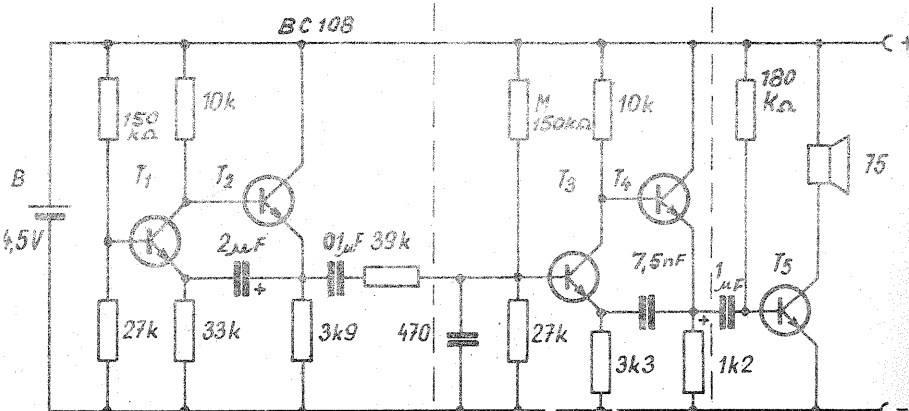 BC 108
150 kΩ
10k
B
4,5V
T1
T2
2μF
+
01μF
39k
27k
33k
3k9
470
M 150kΩ
10k
T3
T4
7,5nF
27k
3k3
1k2
+
1μF
180 KΩ
T5
75
+